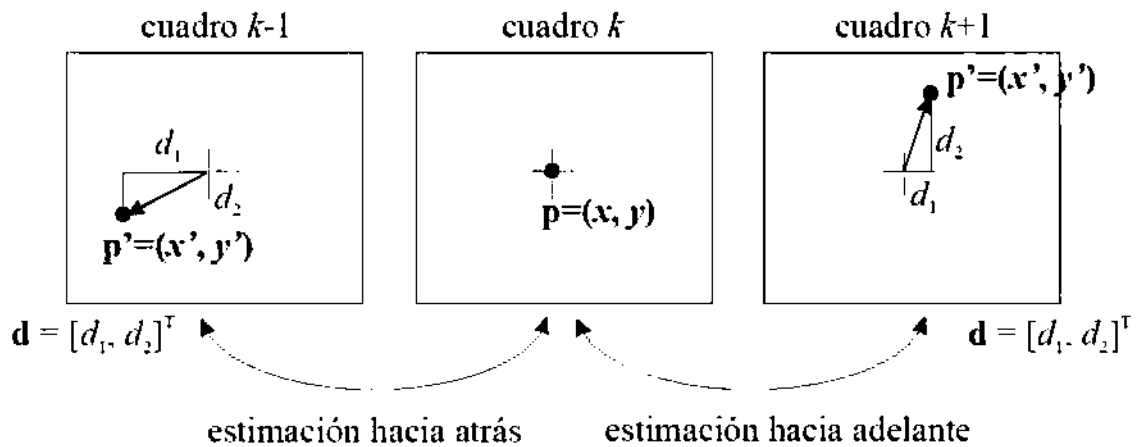 cuadro k-1
cuadro k
cuadro k+1
p'=(x', y')
d₁
d₂
d₂
d₁
p=(x, y)
p'=(x', y')
d = [d₁, d₂]ᵀ
d = [d₁, d₂]ᵀ
estimación hacia atrás
estimación hacia adelante